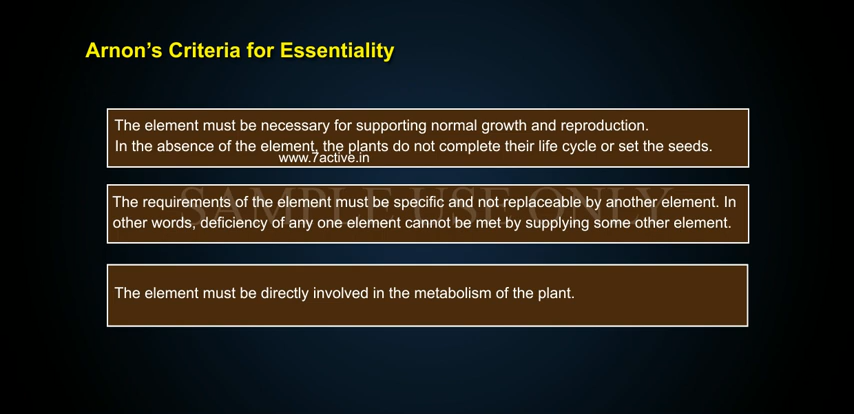 Arnon's Criteria for Essentiality
The element must be necessary for supporting normal growth and reproduction.
In the absence of the element, the plants do not complete their life cycle or set the seeds.
www.7active.in
SAMPLE USE ONLY
The requirements of the element must be specific and not replaceable by another element. In
other words, deficiency of any one element cannot be met by supplying some other element.
The element must be directly involved in the metabolism of the plant.